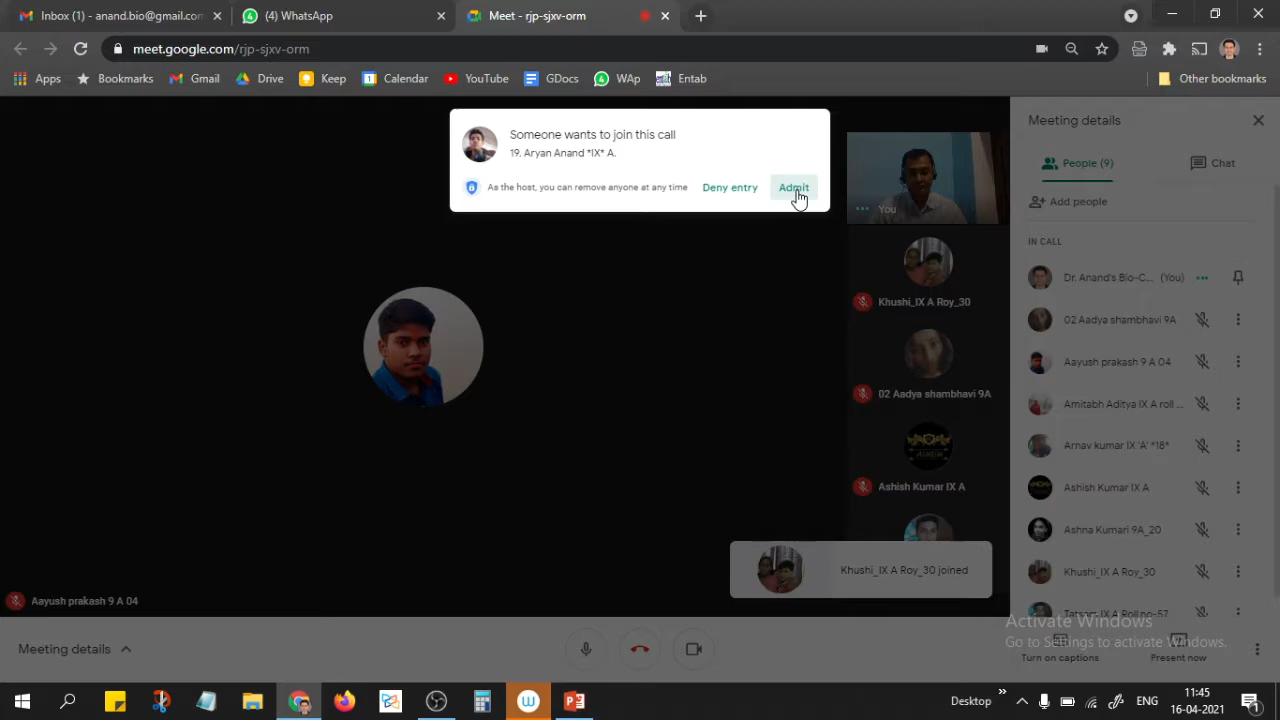 Inbox (1) - anand.bio@gmail.com
(4) WhatsApp
Meet - rjp-sjxv-orm
meet.google.com/rjp-sjxv-orm
Apps
Bookmarks
Gmail
Drive
Keep
Calendar
YouTube
GDocs
WAp
Entab
Other bookmarks
Someone wants to join this call
19. Aryan Anand *IX* A.
As the host, you can remove anyone at any time
Deny entry
Admit
You
Khushi_IX A Roy_30
02 Aadya shambhavi 9A
Ashish Kumar IX A
Khushi_IX A Roy_30 joined
Aayush prakash 9 A 04
Meeting details
People (9)
Chat
Add people
IN CALL
Dr. Anand's Bio-C... (You)
02 Aadya shambhavi 9A
Aayush prakash 9 A 04
Amitabh Aditya IX A roll ...
Arnav kumar IX 'A' *18*
Ashish Kumar IX A
Ashna Kumari 9A_20
Khushi_IX A Roy_30
IX A Roll no-57
Activate Windows
Go to Settings to activate Windows.
Meeting details
Turn on captions
Present now
Desktop
ENG
11:45
16-04-2021